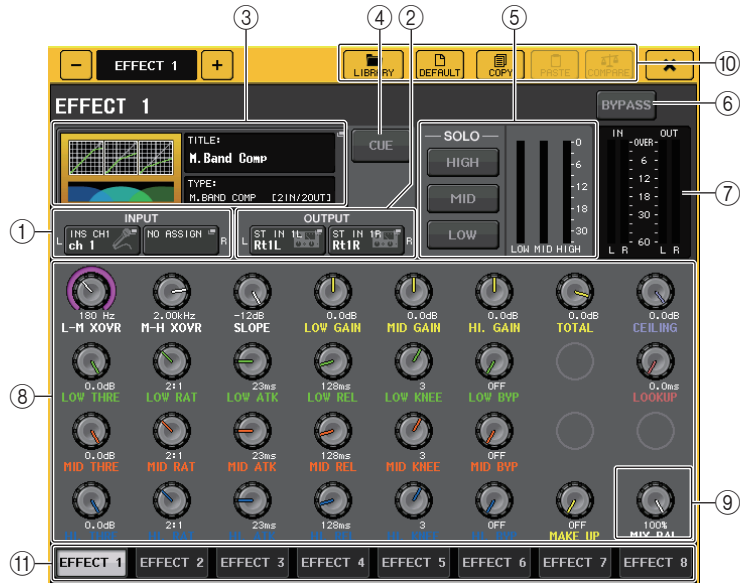 ③ ④ ② ⑤
EFFECT 1
LIBRARY DEFAULT COPY PASTE COMPARE
⑩
EFFECT 1
BYPASS
⑥
TITLE:
M.Band Comp
TYPE:
M.BAND COMP [2IN/2OUT]
CUE
SOLO
HIGH
MID
LOW
0
-6
-12
-18
-30
LOW MID HIGH
IN OUT
-OVER-
- 6 -
- 12 -
- 18 -
- 30 -
- 60 -
L R L R
⑦
①
INPUT
L INS CH1 ch 1 NO ASSIGN R
OUTPUT
L ST IN 1L Rt1L ST IN 1R Rt1R R
⑧
180 Hz 2.00kHz -12dB 0.0dB 0.0dB 0.0dB 0.0dB 0.0dB
L-M XOVR M-H XOVR SLOPE LOW GAIN MID GAIN HI. GAIN TOTAL CEILING
0.0dB 2:1 23ms 128ms 3 OFF 0.0ms
LOW THRE LOW RAT LOW ATK LOW REL LOW KNEE LOW BYP LOOKUP
0.0dB 2:1 23ms 128ms 3 OFF
MID THRE MID RAT MID ATK MID REL MID KNEE MID BYP
0.0dB 2:1 23ms 128ms 3 OFF OFF 100%
MAKE UP MIX BAL
⑨
⑪
EFFECT 1 EFFECT 2 EFFECT 3 EFFECT 4 EFFECT 5 EFFECT 6 EFFECT 7 EFFECT 8